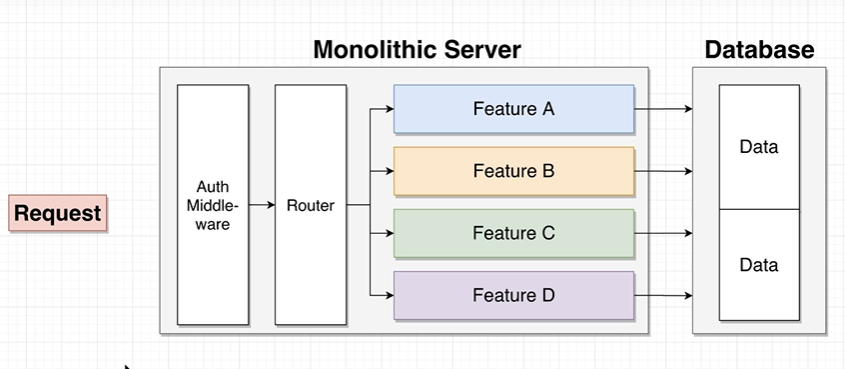 Monolithic Server
Database
Request
Auth
Middle-
ware
Router
Feature A
Feature B
Feature C
Feature D
Data
Data